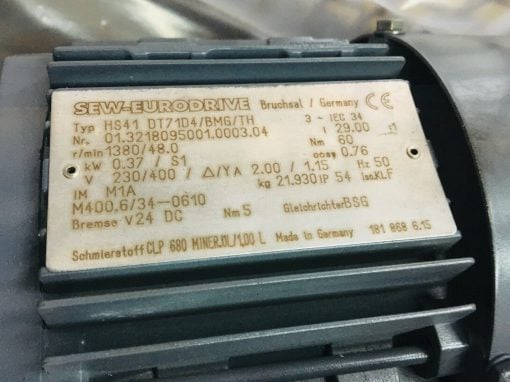 SEW-EURODRIVE Bruchsal / Germany CE
Typ HS41 DT71D4/BMG/TH 3 ~ IEC 34
Nr. 01.3218095001.0003.04 i 29.00 :1
r/min 1380/48.0 Nm 60
kW 0.37 / S1 cosφ 0.76
V 230/400 / Δ/Y A 2.00 / 1.15 Hz 50
IM M1A kg 21.930 IP 54 Iso.KL F
M400.6/34-0610
Bremse V 24 DC Nm 5 Gleichrichter BSG
Schmierstoff CLP 680 MINER.ÖL/1,00 L Made in Germany 181 868 6.15